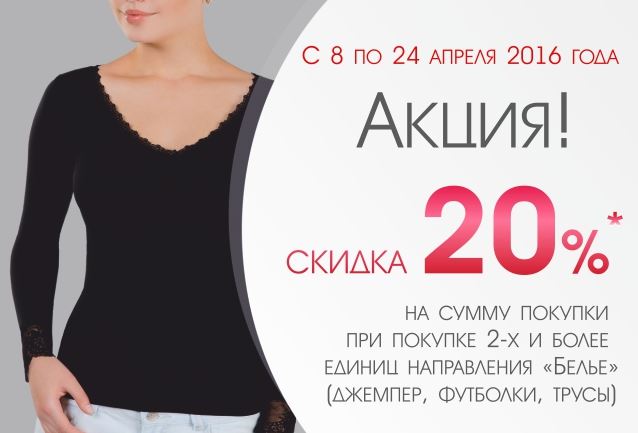 С 8 по 24 апреля 2016 года
Акция!
скидка 20%*
на сумму покупки
при покупке 2-х и более
единиц направления «Белье»
(джемпер, футболки, трусы)